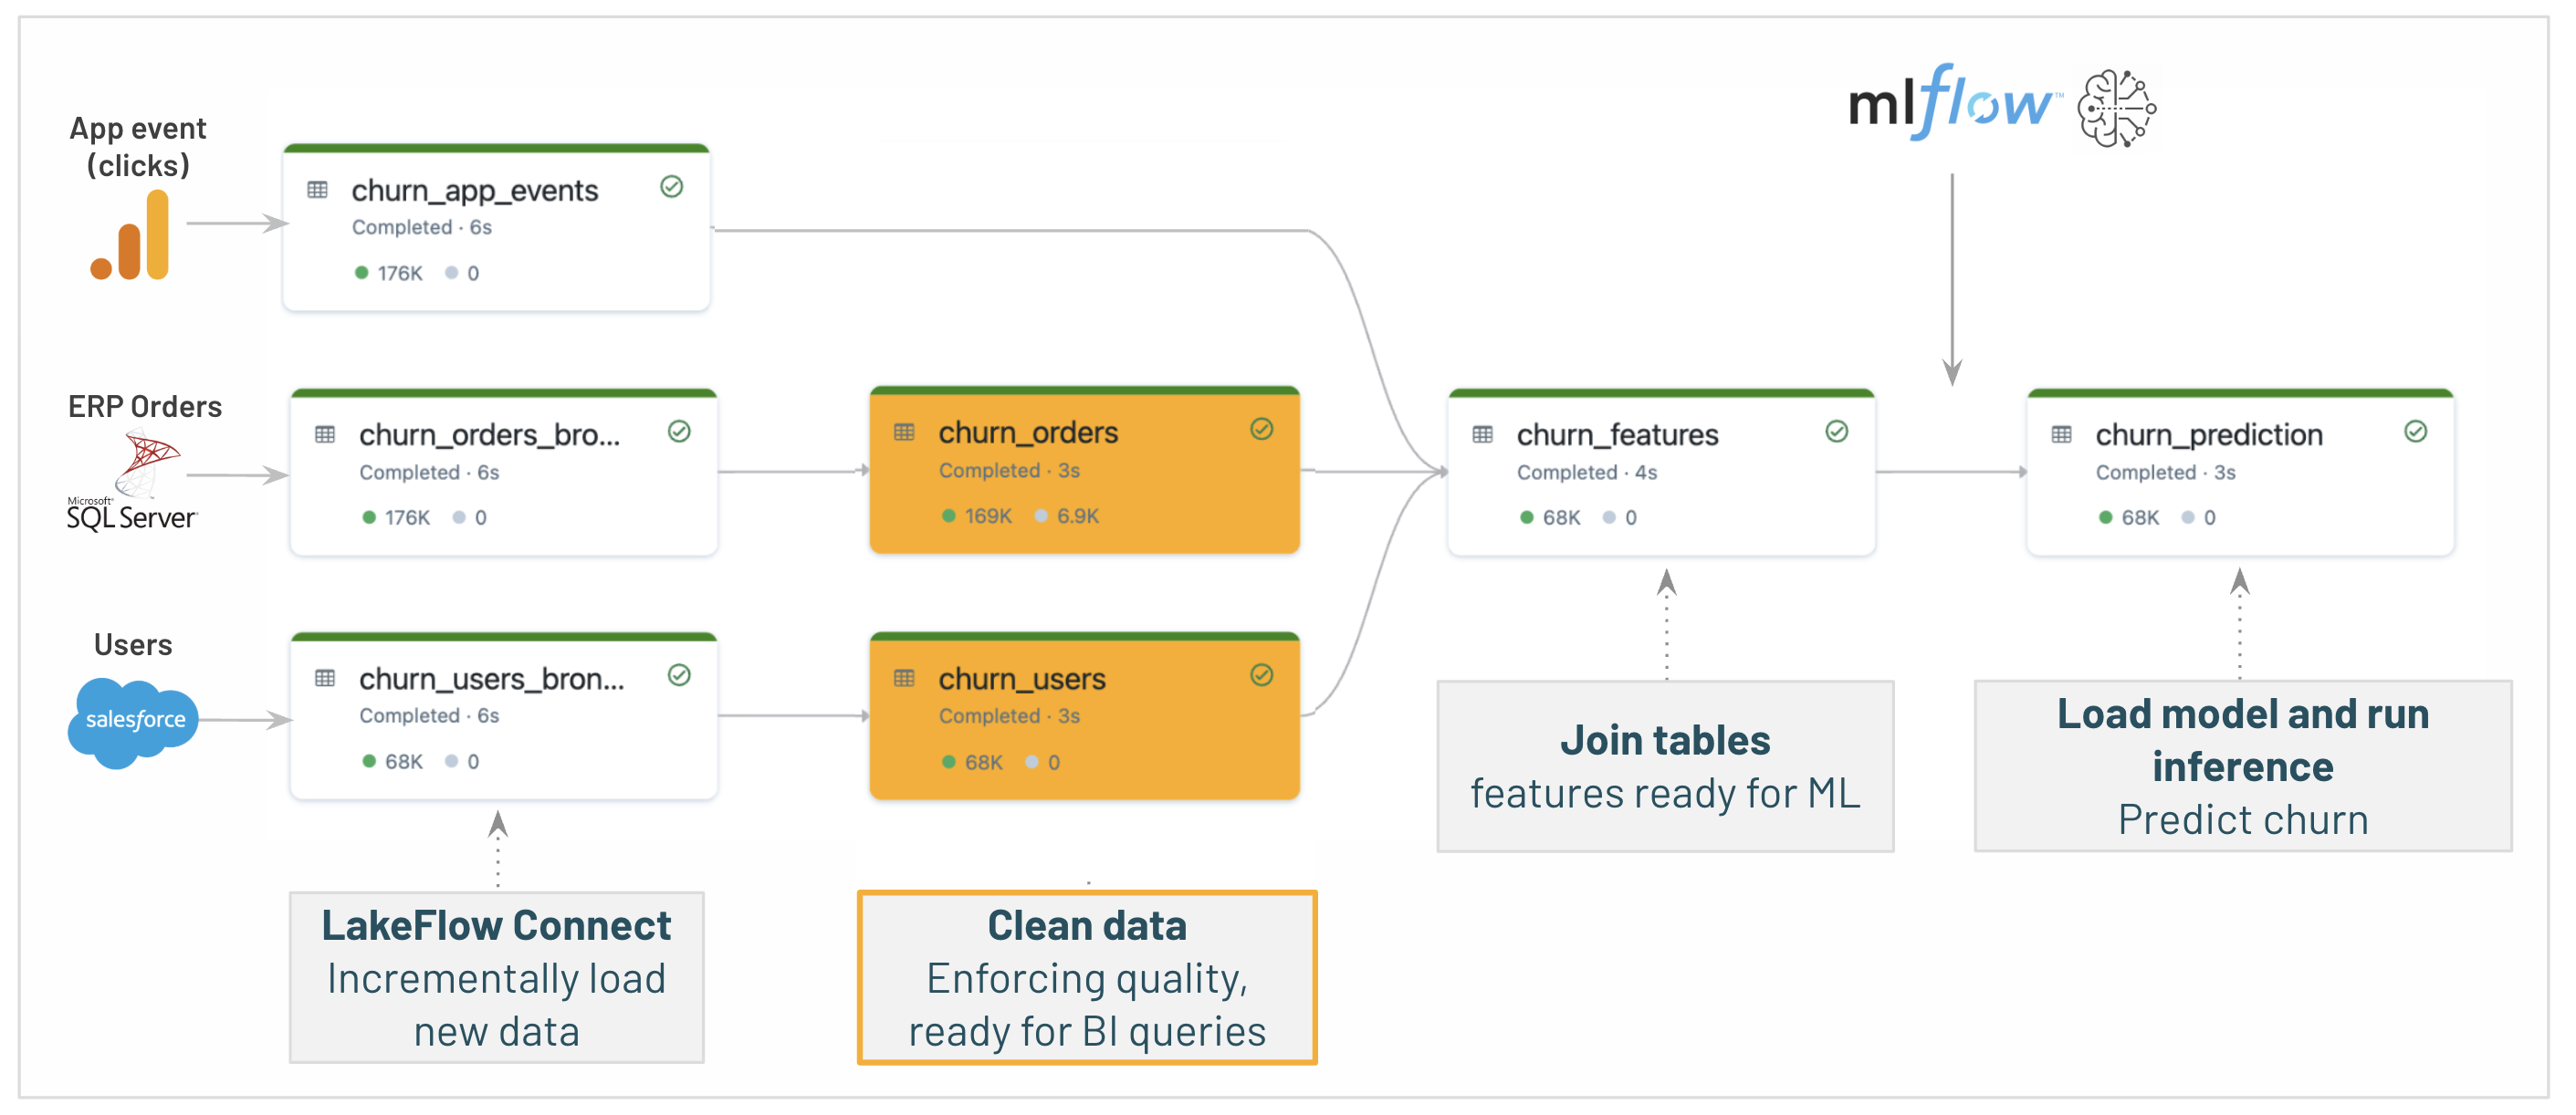 App event
(clicks)
churn_app_events
Completed · 6s
176K 0
mlflow™
ERP Orders
Microsoft®
SQL Server®
churn_orders_bro...
Completed · 6s
176K 0
churn_orders
Completed · 3s
169K 6.9K
churn_features
Completed · 4s
68K 0
churn_prediction
Completed · 3s
68K 0
Users
salesforce
churn_users_bron...
Completed · 6s
68K 0
churn_users
Completed · 3s
68K 0
LakeFlow Connect
Incrementally load
new data
Clean data
Enforcing quality,
ready for BI queries
Join tables
features ready for ML
Load model and run
inference
Predict churn